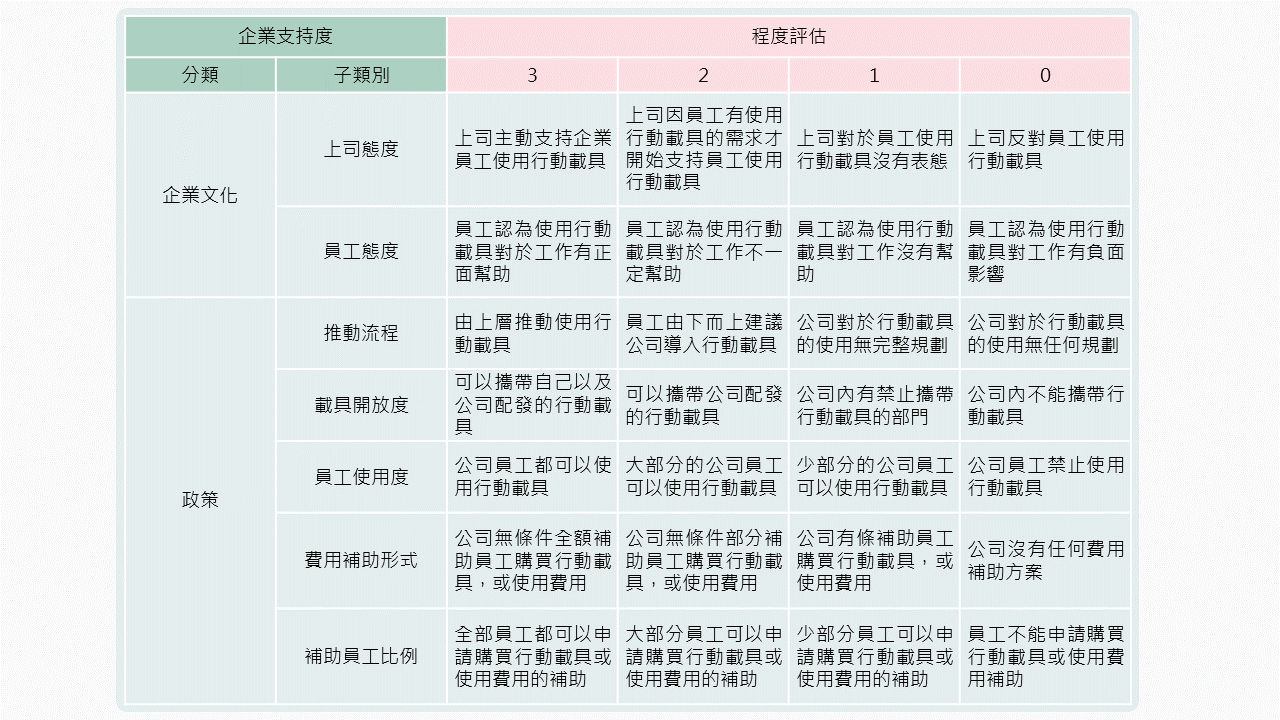 企業支持度
程度評估
分類
子類別
3
2
1
0
企業文化
上司態度
上司主動支持企業
員工使用行動載具
上司因員工有使用
行動載具的需求才
開始支持員工使用
行動載具
上司對於員工使用
行動載具沒有表態
上司反對員工使用
行動載具
員工態度
員工認為使用行動
載具對於工作有正
面幫助
員工認為使用行動
載具對於工作不一
定幫助
員工認為使用行動
載具對工作沒有幫
助
員工認為使用行動
載具對工作有負面
影響
政策
推動流程
由上層推動使用行
動載具
員工由下而上建議
公司導入行動載具
公司對於行動載具
的使用無完整規劃
公司對於行動載具
的使用無任何規劃
載具開放度
可以攜帶自己以及
公司配發的行動載
具
可以攜帶公司配發
的行動載具
公司內有禁止攜帶
行動載具的部門
公司內不能攜帶行
動載具
員工使用度
公司員工都可以使
用行動載具
大部分的公司員工
可以使用行動載具
少部分的公司員工
可以使用行動載具
公司員工禁止使用
行動載具
費用補助形式
公司無條件全額補
助員工購買行動載
具，或使用費用
公司無條件部分補
助員工購買行動載
具，或使用費用
公司有條補助員工
購買行動載具，或
使用費用
公司沒有任何費用
補助方案
補助員工比例
全部員工都可以申
請購買行動載具或
使用費用的補助
大部分員工可以申
請購買行動載具或
使用費用的補助
少部分員工可以申
請購買行動載具或
使用費用的補助
員工不能申請購買
行動載具或使用費
用補助